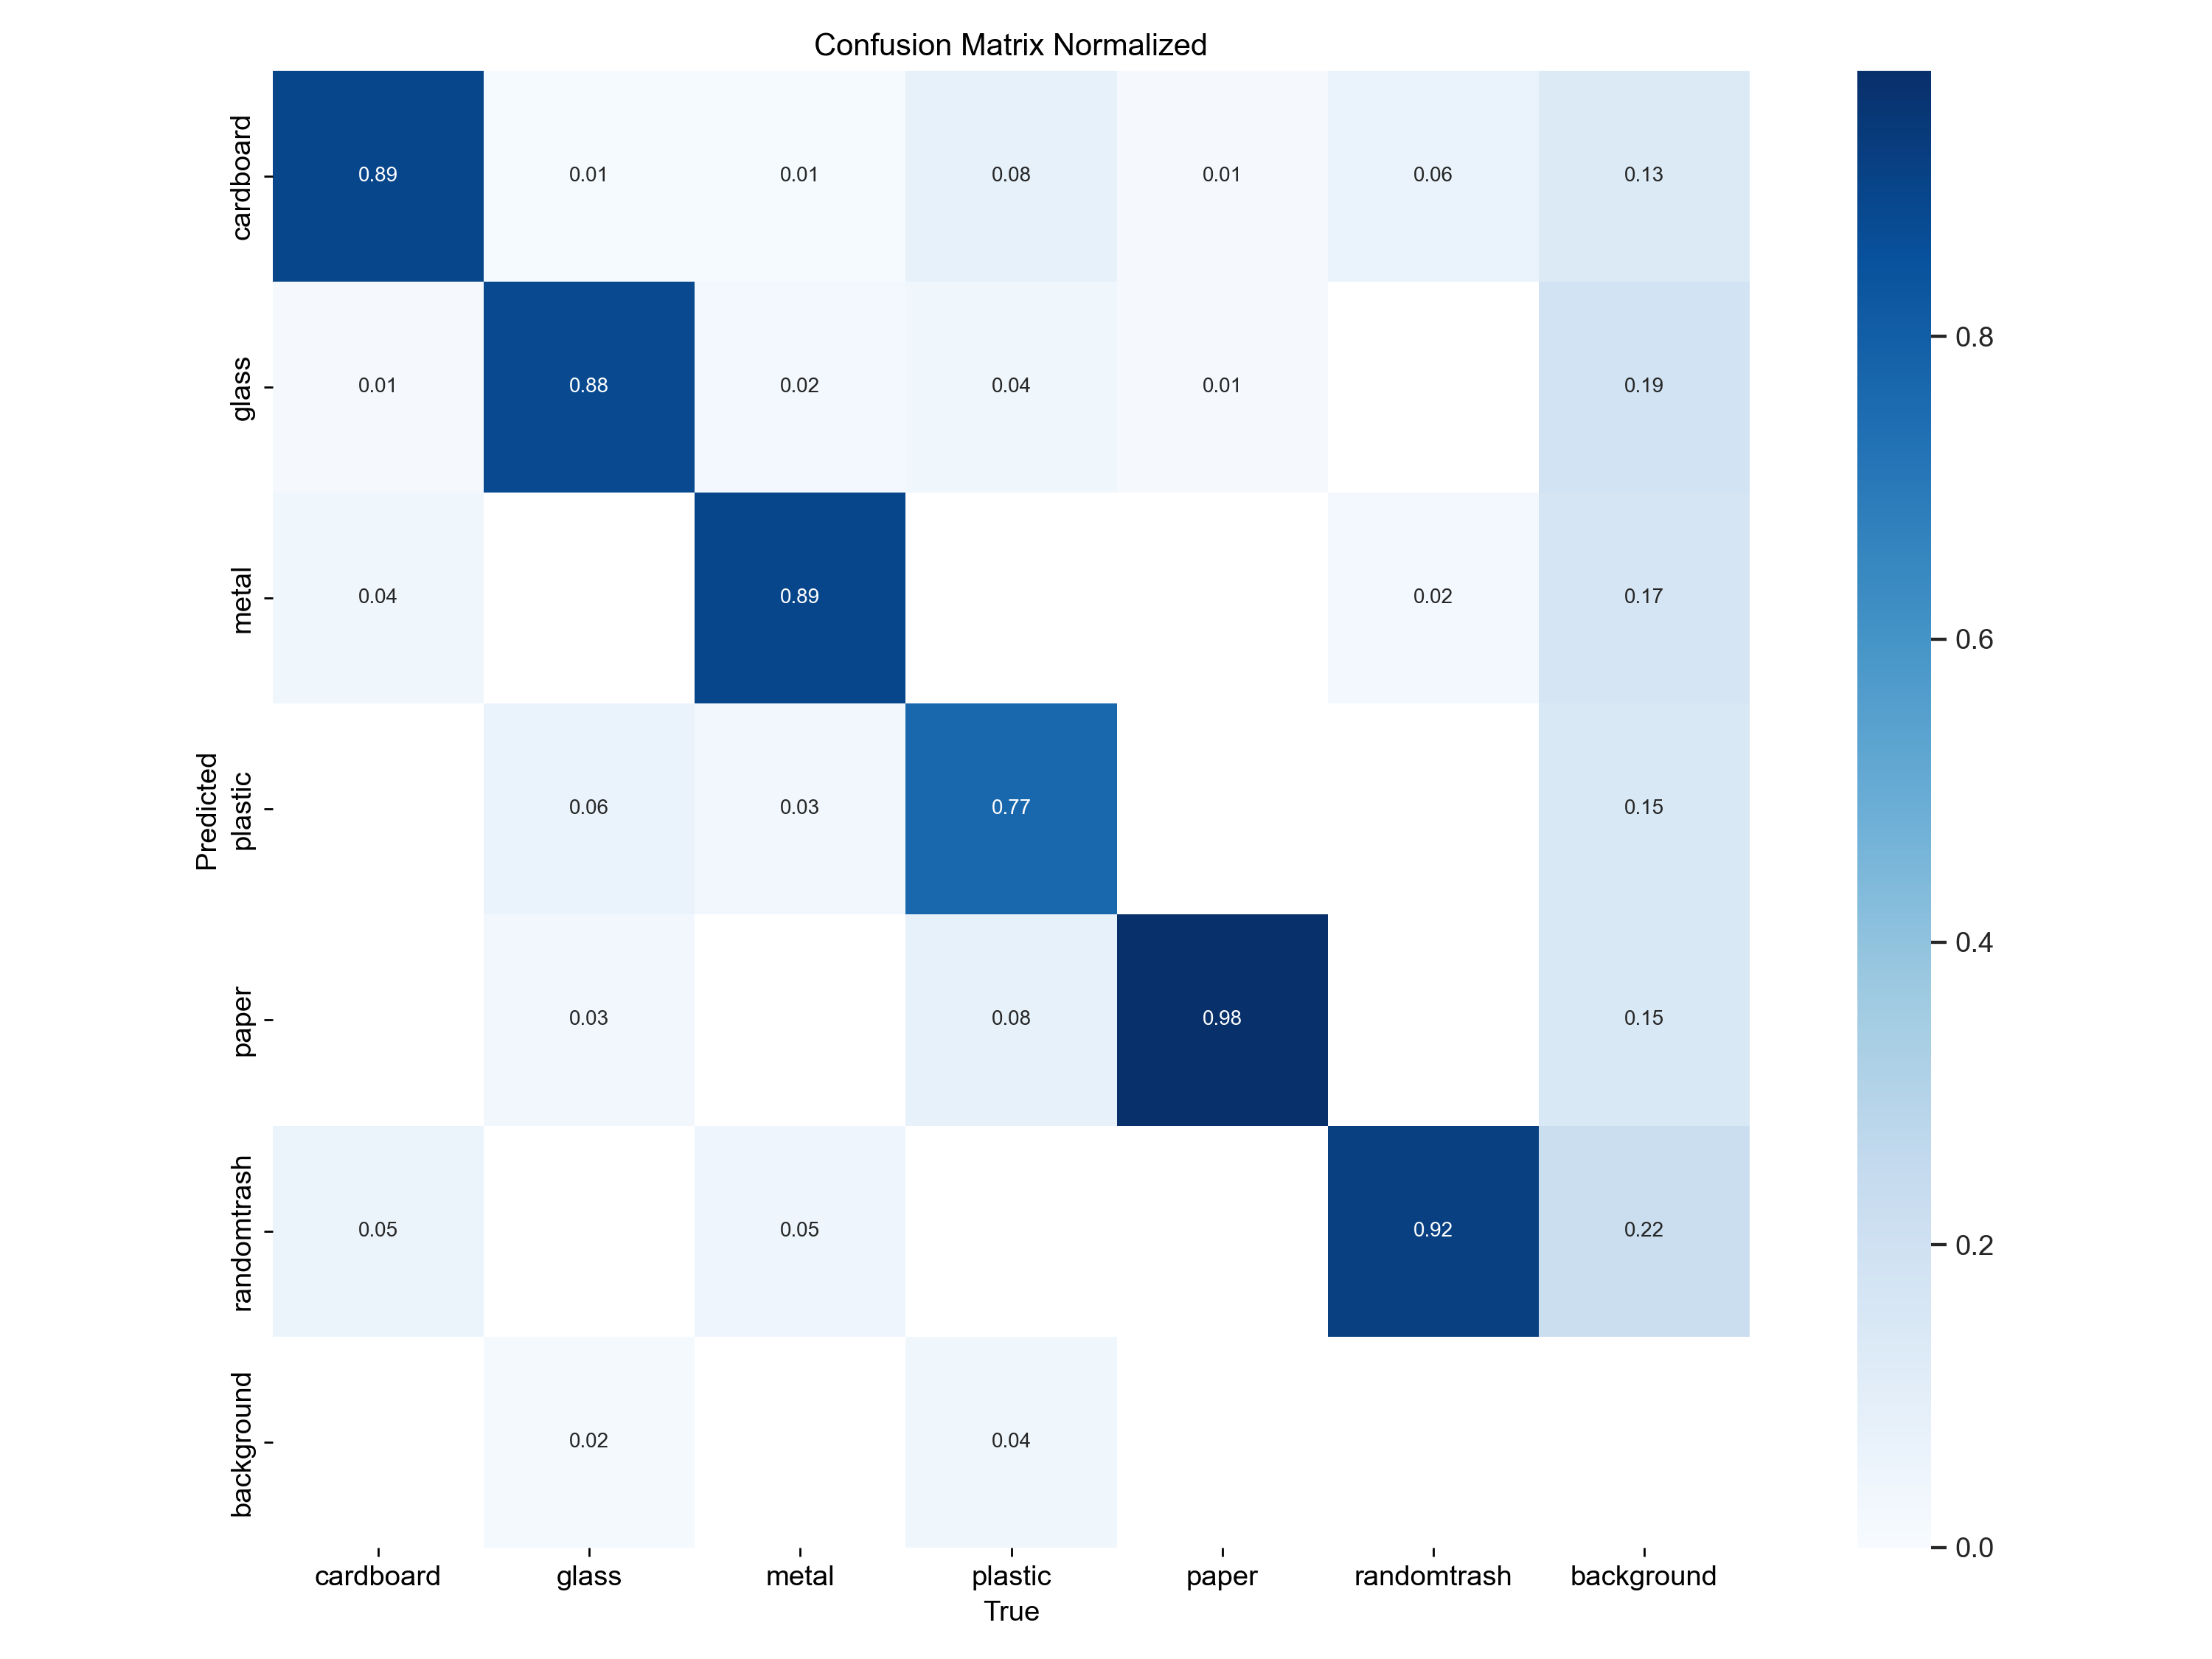 Confusion Matrix Normalized
cardboard 0.89 0.01 0.01 0.08 0.01 0.06 0.13
glass 0.01 0.88 0.02 0.04 0.01 0.19
metal 0.04 0.89 0.02 0.17
plastic 0.06 0.03 0.77 0.15
paper 0.03 0.08 0.98 0.15
randomtrash 0.05 0.05 0.92 0.22
background 0.02 0.04
Predicted
cardboard glass metal plastic paper randomtrash background
True
0.8
0.6
0.4
0.2
0.0